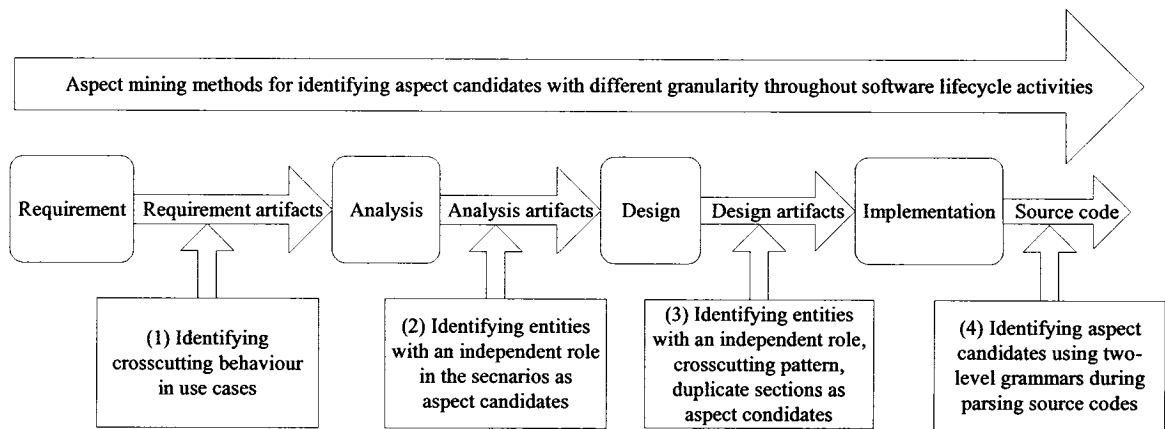 Aspect mining methods for identifying aspect candidates with different granularity throughout software lifecycle activities
Requirement
Requirement artifacts
Analysis
Analysis artifacts
Design
Design artifacts
Implementation
Source code
(1) Identifying
crosscutting behaviour
in use cases
(2) Identifying entities
with an independent role
in the secnarios as
aspect candidates
(3) Identifying entities
with an independent role,
crosscutting pattern,
duplicate sections as
aspect condidates
(4) Identifying aspect
candidates using two-
level grammars during
parsing source codes